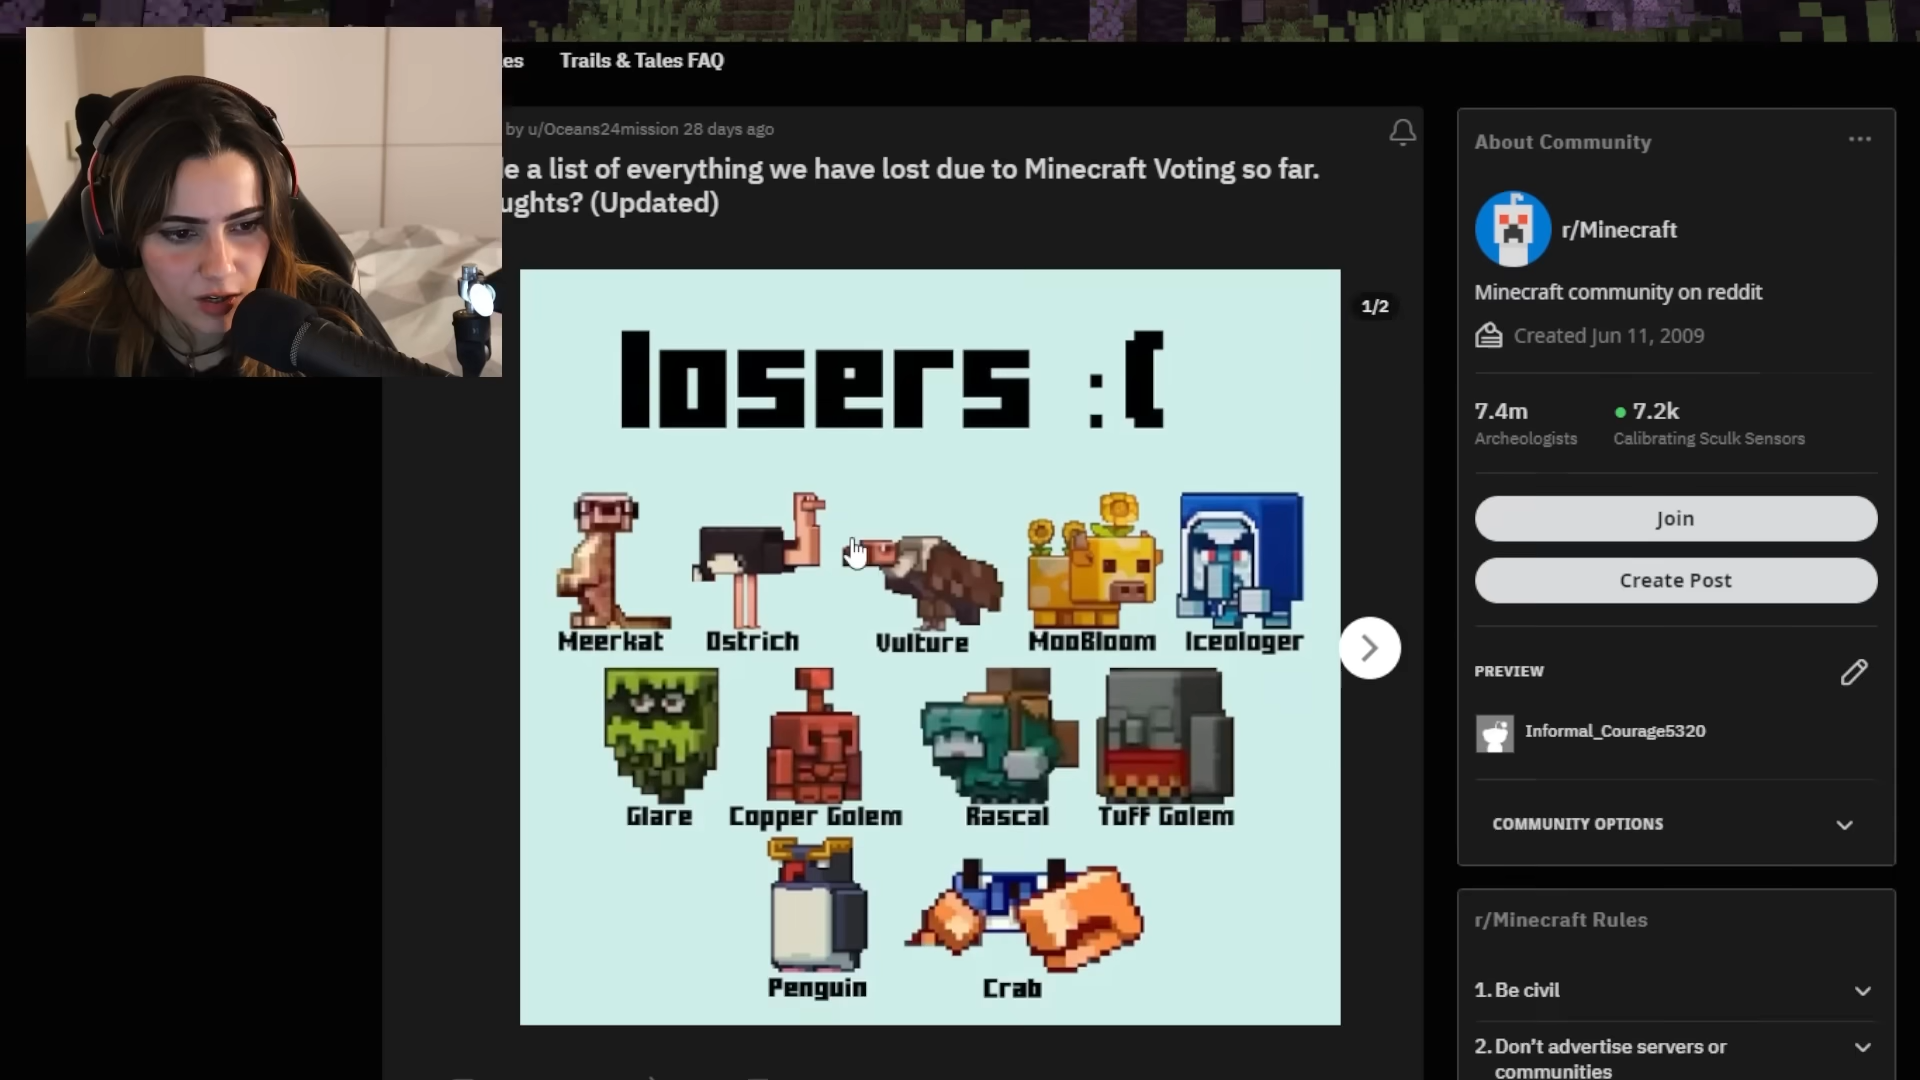 es
Trails & Tales FAQ
by u/Oceans24mission 28 days ago
e a list of everything we have lost due to Minecraft Voting so far.
ughts? (Updated)
losers :(
1/2
Meerkat
Ostrich
Vulture
MooBloom
Iceologer
Glare
Copper Golem
Rascal
Tuff Golem
Penguin
Crab
About Community
r/Minecraft
Minecraft community on reddit
Created Jun 11, 2009
7.4m
7.2k
Archeologists
Calibrating Sculk Sensors
Join
Create Post
PREVIEW
Informal_Courage5320
COMMUNITY OPTIONS
r/Minecraft Rules
1. Be civil
2. Don't advertise servers or
communities